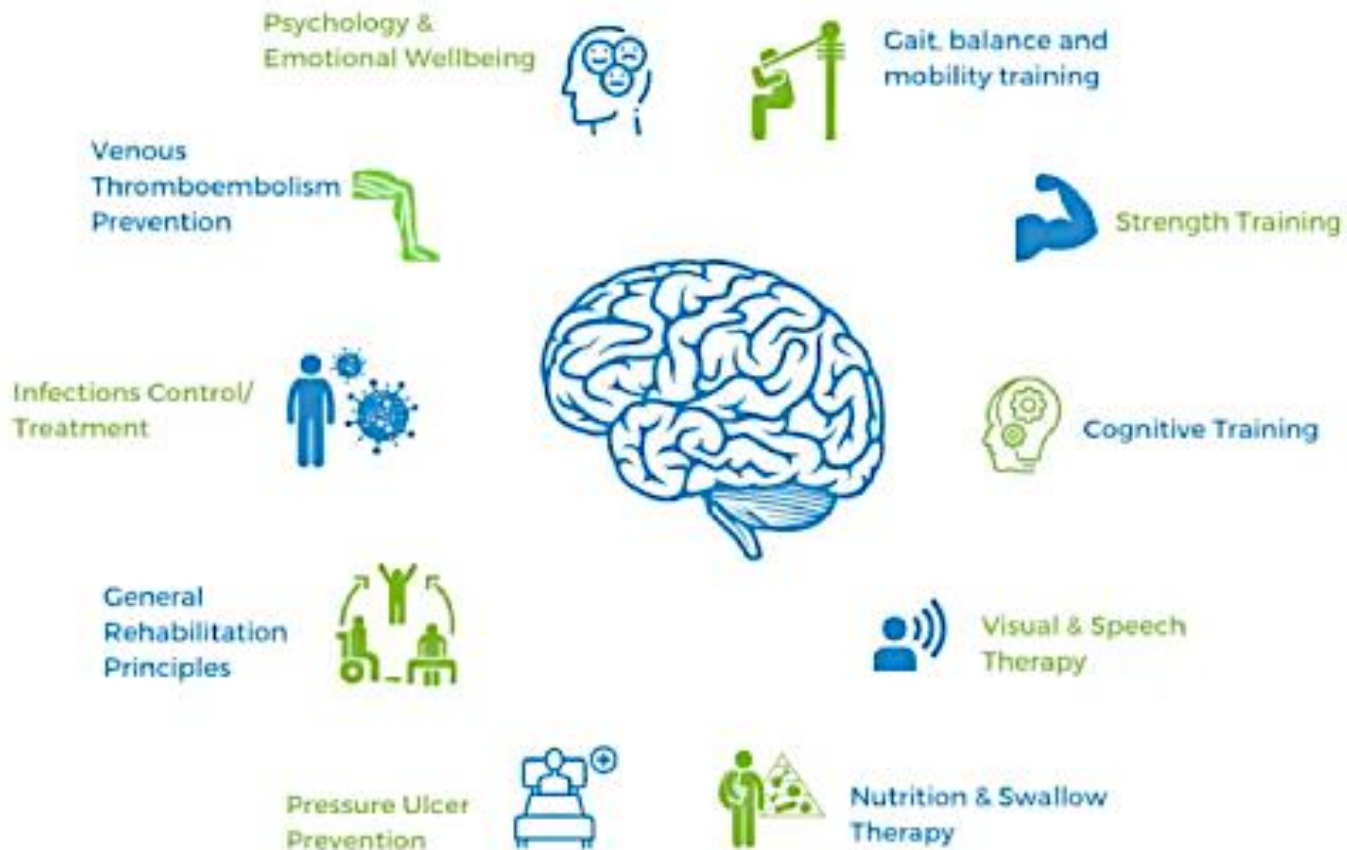 Psychology &
Emotional Wellbeing
Gait, balance and
mobility training
Venous
Thromboembolism
Prevention
Strength Training
Infections Control/
Treatment
Cognitive Training
General
Rehabilitation
Principles
Visual & Speech
Therapy
Pressure Ulcer
Prevention
Nutrition & Swallow
Therapy